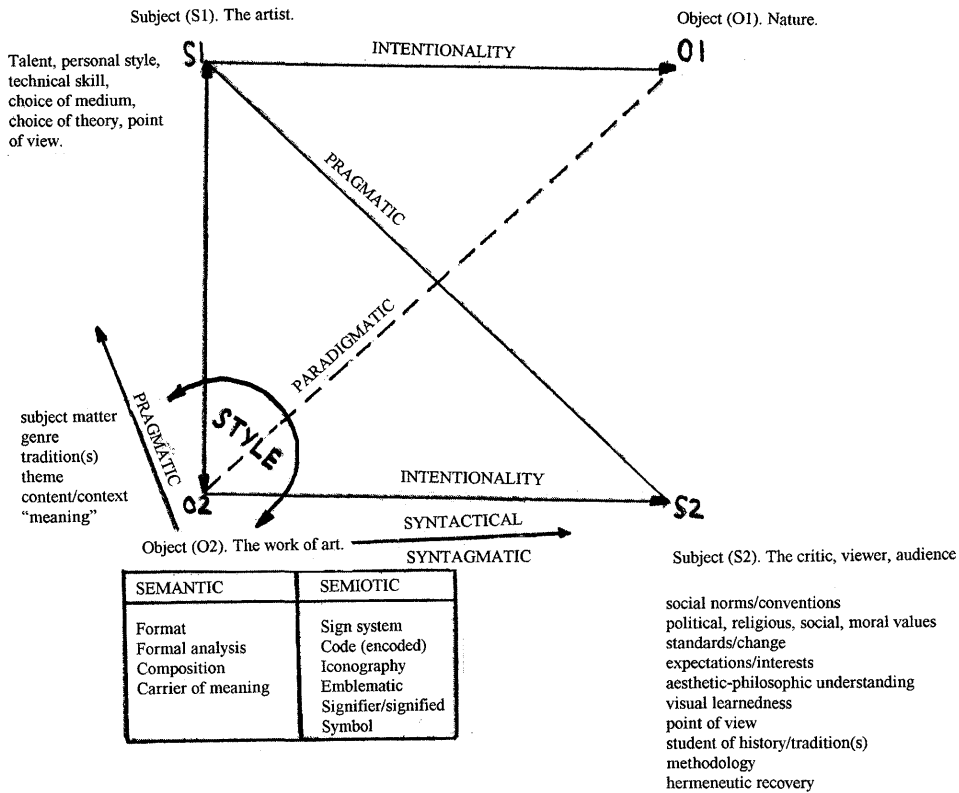 Subject (S1). The artist.
Object (O1). Nature.
S1
INTENTIONALITY
O1
Talent, personal style,
technical skill,
choice of medium,
choice of theory, point
of view.
PRAGMATIC
PARADIGMATIC
PRAGMATIC
STYLE
subject matter
genre
tradition(s)
theme
content/context
“meaning”
O2
INTENTIONALITY
S2
SYNTACTICAL
SYNTAGMATIC
Object (O2). The work of art.
Subject (S2). The critic, viewer, audience
SEMANTIC
Format
Formal analysis
Composition
Carrier of meaning
SEMIOTIC
Sign system
Code (encoded)
Iconography
Emblematic
Signifier/signified
Symbol
social norms/conventions
political, religious, social, moral values
standards/change
expectations/interests
aesthetic-philosophic understanding
visual learnedness
point of view
student of history/tradition(s)
methodology
hermeneutic recovery